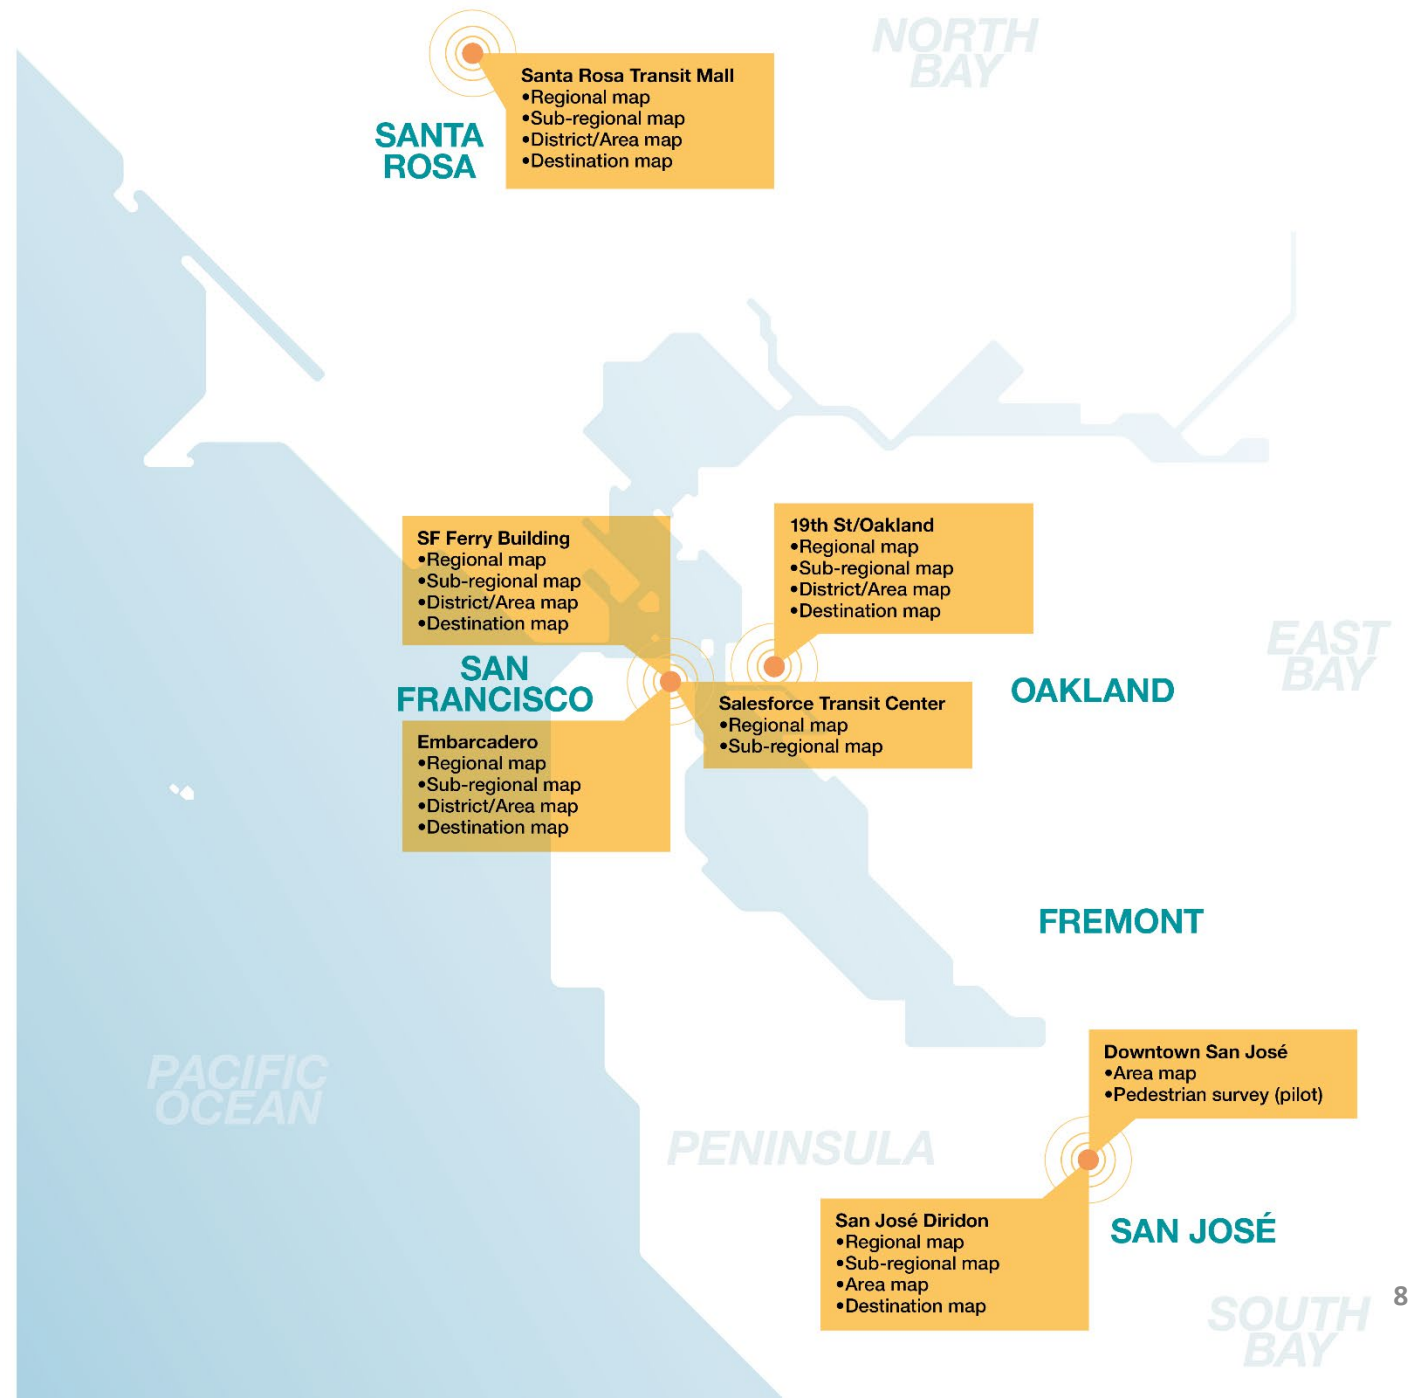 NORTH
BAY
Santa Rosa Transit Mall
•Regional map
•Sub-regional map
•District/Area map
•Destination map
SANTA
ROSA
SF Ferry Building
•Regional map
•Sub-regional map
•District/Area map
•Destination map
19th St/Oakland
•Regional map
•Sub-regional map
•District/Area map
•Destination map
EAST
BAY
SAN
FRANCISCO
OAKLAND
Salesforce Transit Center
•Regional map
•Sub-regional map
Embarcadero
•Regional map
•Sub-regional map
•District/Area map
•Destination map
FREMONT
PACIFIC
OCEAN
Downtown San José
•Area map
•Pedestrian survey (pilot)
PENINSULA
San José Diridon
•Regional map
•Sub-regional map
•Area map
•Destination map
SAN JOSÉ
SOUTH
BAY
8